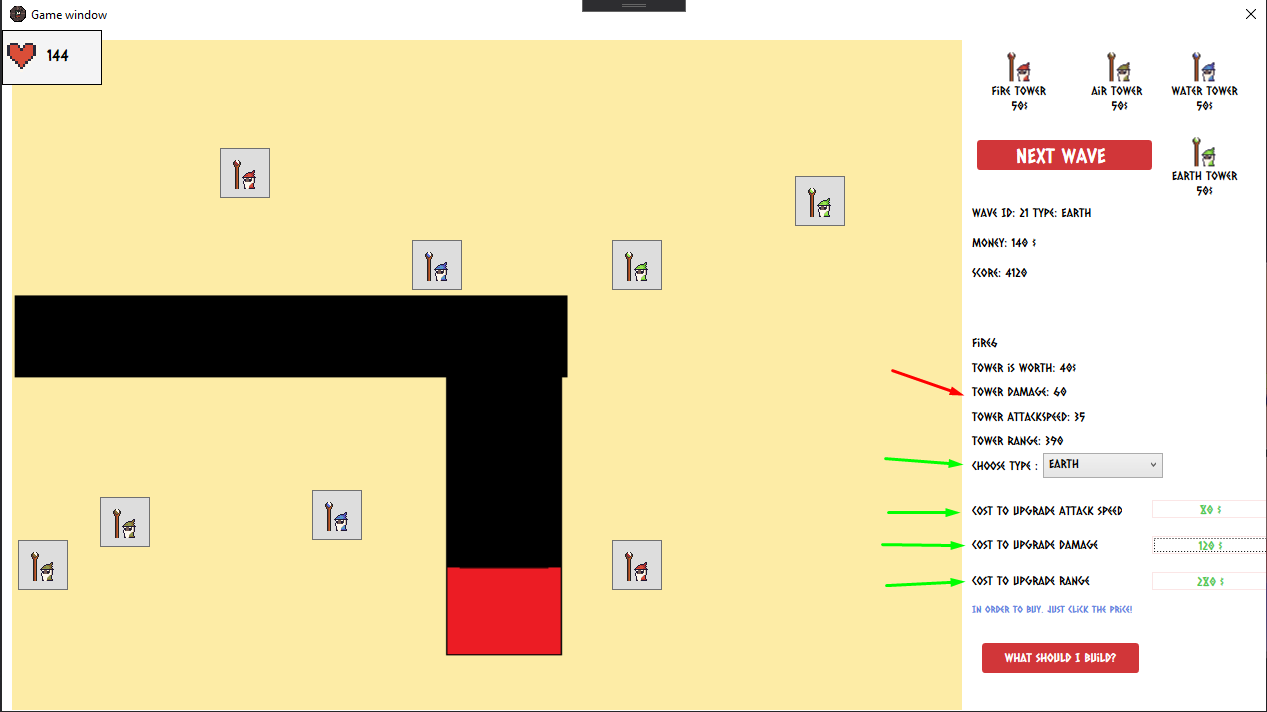 Game window
144
FIRE TOWER
50$
AIR TOWER
50$
WATER TOWER
50$
NEXT WAVE
EARTH TOWER
50$
WAVE ID: 21 TYPE: EARTH
MONEY: 140 $
SCORE: 4120
FIRE6
TOWER IS WORTH: 40$
TOWER DAMAGE: 60
TOWER ATTACKSPEED: 35
TOWER RANGE: 390
CHOOSE TYPE : EARTH
COST TO UPGRADE ATTACK SPEED 80 $
COST TO UPGRADE DAMAGE 120 $
COST TO UPGRADE RANGE 280 $
IN ORDER TO BUY, JUST CLICK THE PRICE!
WHAT SHOULD I BUILD?